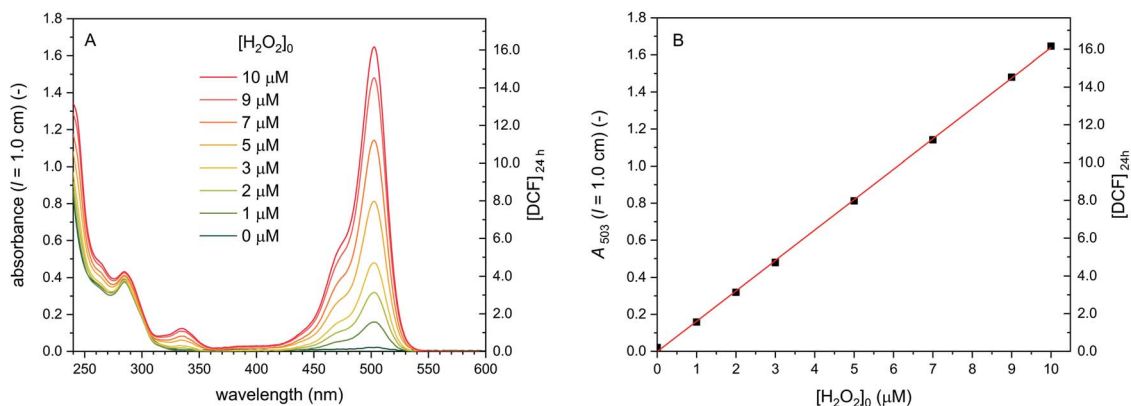 A
[H2O2]0
10 μM
9 μM
7 μM
5 μM
3 μM
2 μM
1 μM
0 μM
absorbance (l = 1.0 cm) (-)
1.8
1.6
1.4
1.2
1.0
0.8
0.6
0.4
0.2
0.0
16.0
14.0
12.0
10.0
8.0
6.0
4.0
2.0
0.0
[DCF]24 h
250 300 350 400 450 500 550 600
wavelength (nm)
B
A503 (l = 1.0 cm) (-)
1.8
1.6
1.4
1.2
1.0
0.8
0.6
0.4
0.2
0.0
16.0
14.0
12.0
10.0
8.0
6.0
4.0
2.0
0.0
[DCF]24h
0 1 2 3 4 5 6 7 8 9 10
[H2O2]0 (μM)